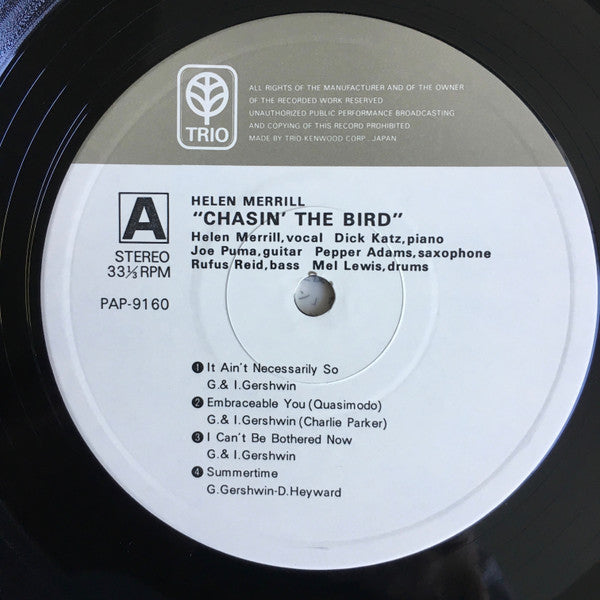 TRIO
ALL RIGHTS OF THE MANUFACTURER AND OF THE OWNER
OF THE RECORDED WORK RESERVED
UNAUTHORIZED PUBLIC PERFORMANCE BROADCASTING
AND COPYING OF THIS RECORD PROHIBITED
MADE BY TRIO-KENWOOD CORP., JAPAN
A
STEREO
33⅓RPM
PAP-9160
HELEN MERRILL
"CHASIN' THE BIRD"
Helen Merrill,vocal Dick Katz,piano
Joe Puma,guitar Pepper Adams,saxophone
Rufus Reid,bass Mel Lewis,drums
❶ It Ain't Necessarily So
G.& I.Gershwin
❷ Embraceable You (Quasimodo)
G.& I.Gershwin (Charlie Parker)
❸ I Can't Be Bothered Now
G.& I.Gershwin
❹ Summertime
G.Gershwin-D.Heyward